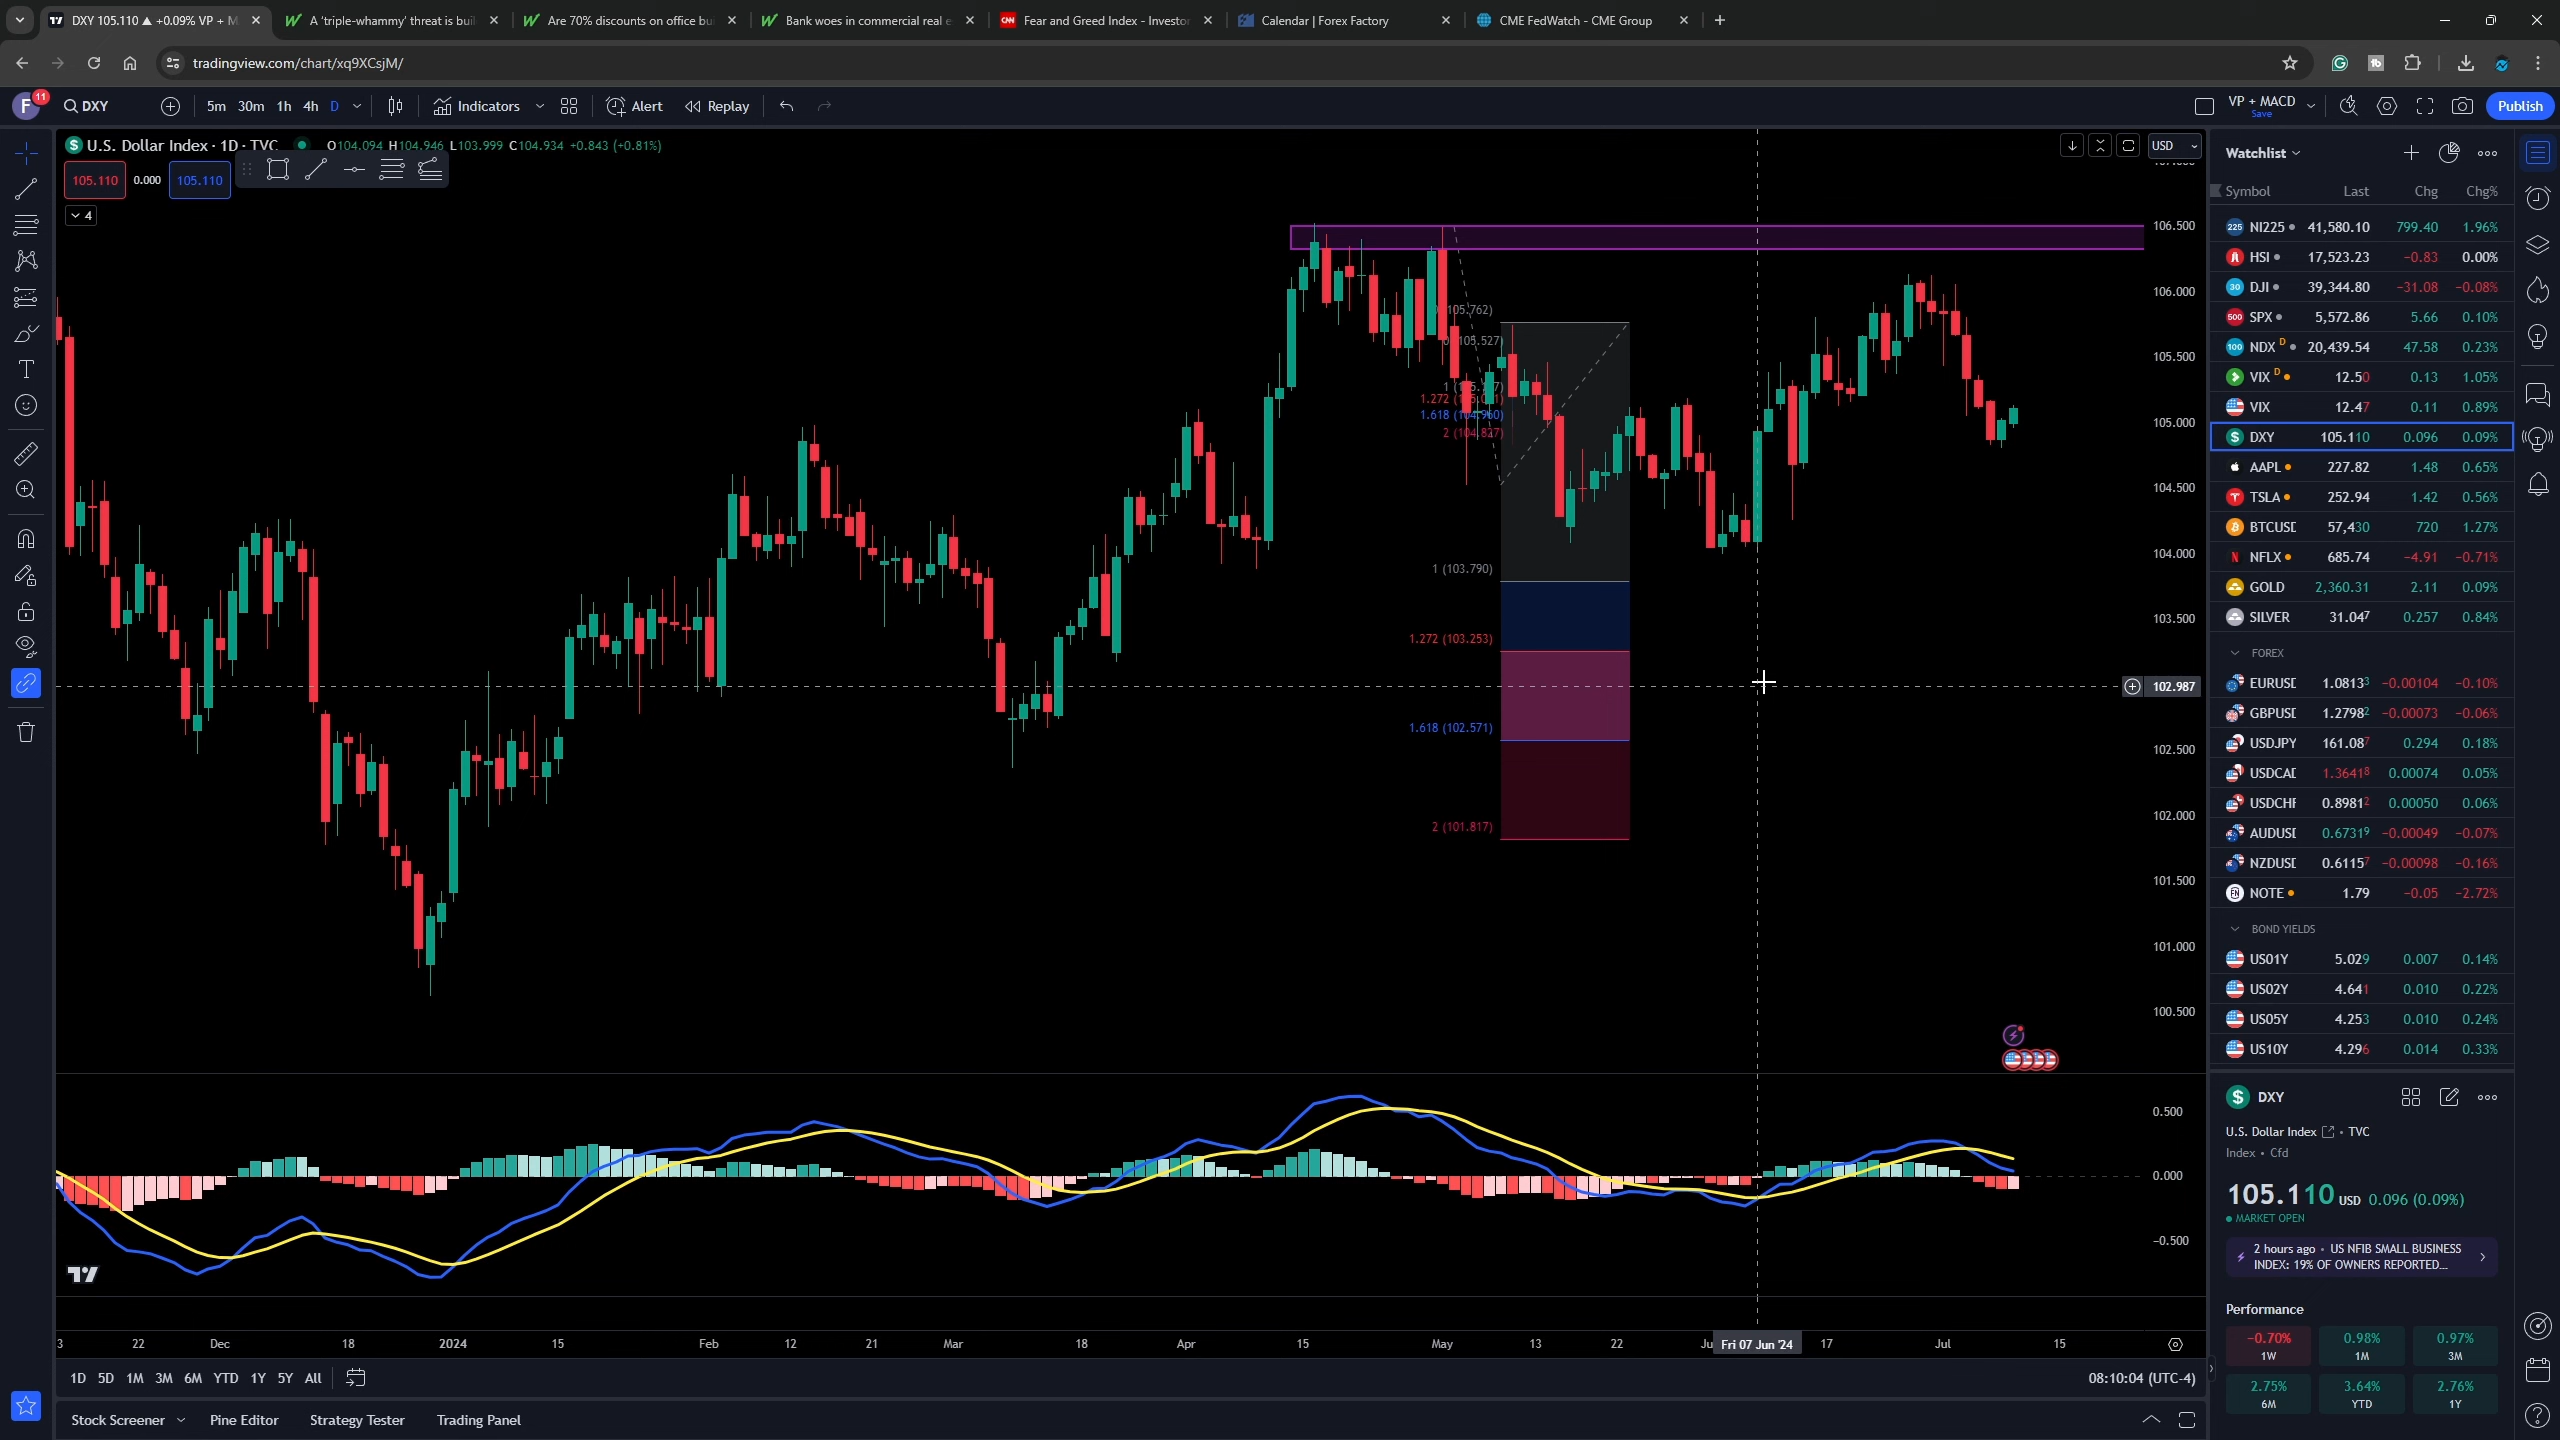 DXY 105.110 ▲ +0.09% VP + M
A 'triple-whammy' threat is buil
Are 70% discounts on office bu
Bank woes in commercial real e
Fear and Greed Index - Investor
Calendar | Forex Factory
CME FedWatch - CME Group
tradingview.com/chart/xq9XCsjM/
F 11 DXY 5m 30m 1h 4h D Indicators Alert Replay VP + MACD Save Publish
U.S. Dollar Index · 1D · TVC O104.094 H104.946 L103.999 C104.934 +0.843 (+0.81%)
105.110 0.000 105.110
4
USD
106.500
106.000
105.500
105.000
104.500
104.000
103.500
102.987
102.500
102.000
101.500
101.000
100.500
1 (103.790)
1.272 (103.253)
1.618 (102.571)
2 (101.817)
1.618 (104.960)
2 (104.827)
0.500
0.000
−0.500
3 22 Dec 18 2024 15 Feb 12 21 Mar 18 Apr 15 May 13 22 Ju Fri 07 Jun '24 17 Jul 15
1D 5D 1M 3M 6M YTD 1Y 5Y All
08:10:04 (UTC-4)
Stock Screener Pine Editor Strategy Tester Trading Panel
Watchlist
Symbol Last Chg Chg%
NI225 41,580.10 799.40 1.96%
HSI 17,523.23 −0.83 0.00%
DJI 39,344.80 −31.08 −0.08%
SPX 5,572.86 5.66 0.10%
NDX D 20,439.54 47.58 0.23%
VIX D 12.50 0.13 1.05%
VIX 12.47 0.11 0.89%
DXY 105.110 0.096 0.09%
AAPL 227.82 1.48 0.65%
TSLA 252.94 1.42 0.56%
BTCUSD 57,430 720 1.27%
NFLX 685.74 −4.91 −0.71%
GOLD 2,360.31 2.11 0.09%
SILVER 31.047 0.257 0.84%
FOREX
EURUSD 1.08133 −0.00104 −0.10%
GBPUSD 1.27982 −0.00073 −0.06%
USDJPY 161.087 0.294 0.18%
USDCAD 1.36418 0.00074 0.05%
USDCHF 0.89812 0.00050 0.06%
AUDUSD 0.67319 −0.00049 −0.07%
NZDUSD 0.61157 −0.00098 −0.16%
NOTE 1.79 −0.05 −2.72%
BOND YIELDS
US01Y 5.029 0.007 0.14%
US02Y 4.641 0.010 0.22%
US05Y 4.253 0.010 0.24%
US10Y 4.296 0.014 0.33%
DXY
U.S. Dollar Index • TVC
Index • Cfd
105.110 USD 0.096 (0.09%)
MARKET OPEN
2 hours ago • US NFIB SMALL BUSINESS
INDEX: 19% OF OWNERS REPORTED...
Performance
−0.70% 0.98% 0.97%
1W 1M 3M
2.75% 3.64% 2.76%
6M YTD 1Y